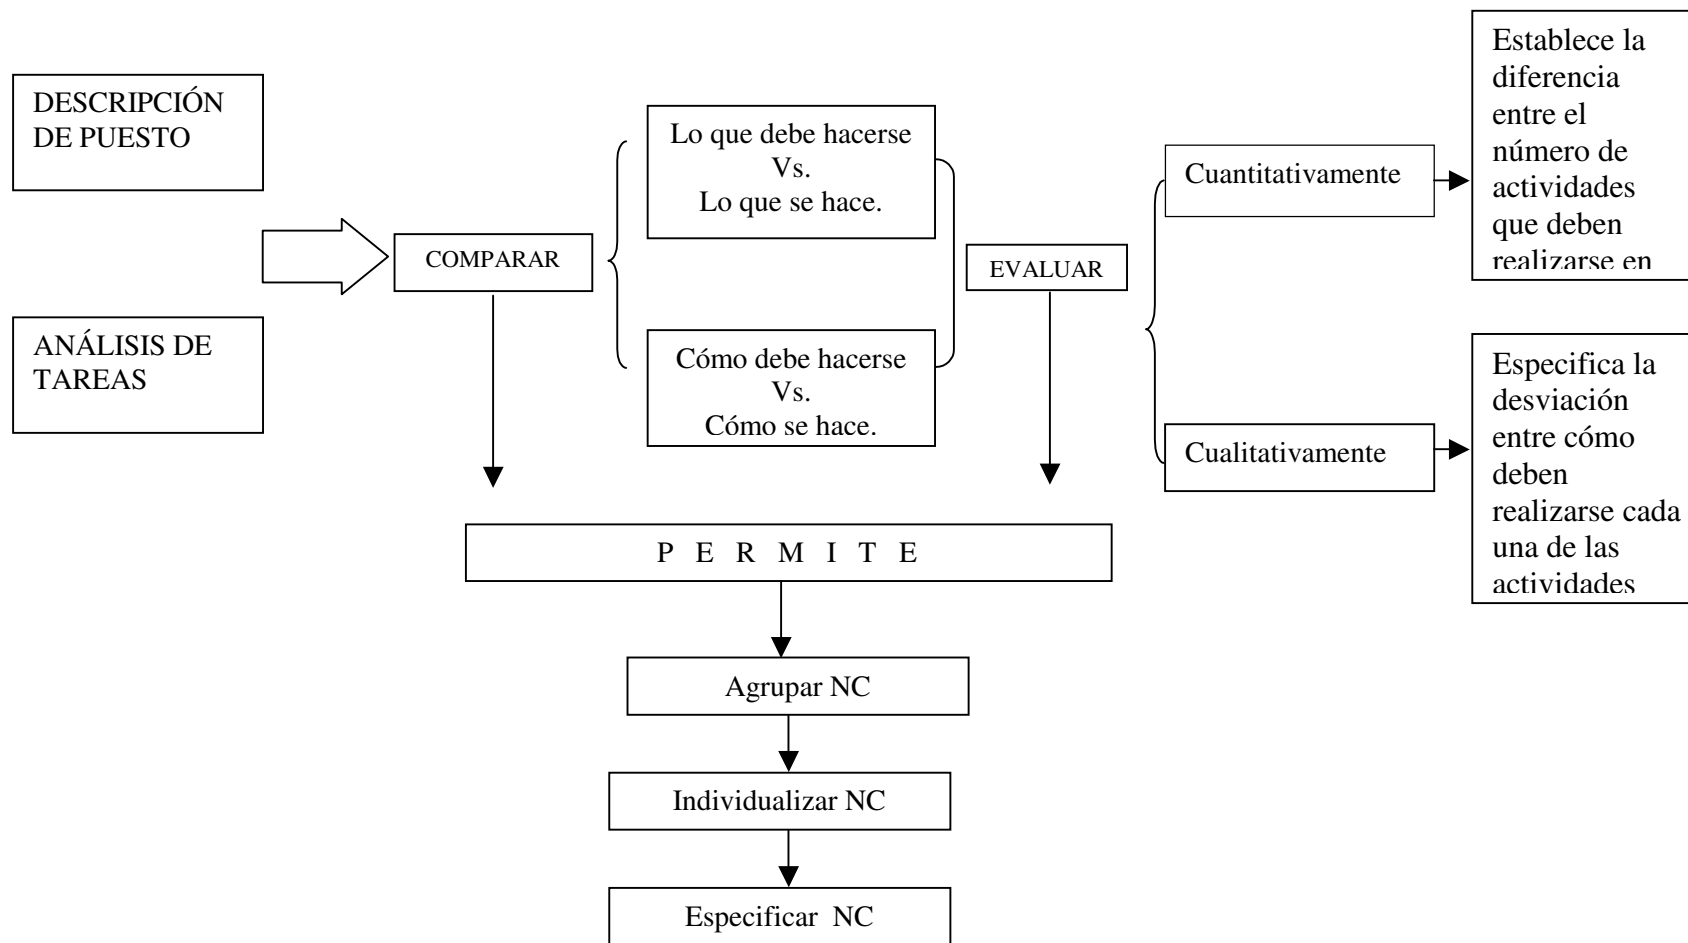 DESCRIPCIÓN
DE PUESTO
ANÁLISIS DE
TAREAS
COMPARAR
Lo que debe hacerse
Vs.
Lo que se hace.
Cómo debe hacerse
Vs.
Cómo se hace.
EVALUAR
Cuantitativamente
Cualitativamente
Establece la
diferencia
entre el
número de
actividades
que deben
realizarse en
Especifica la
desviación
entre cómo
deben
realizarse cada
una de las
actividades
P E R M I T E
Agrupar NC
Individualizar NC
Especificar NC